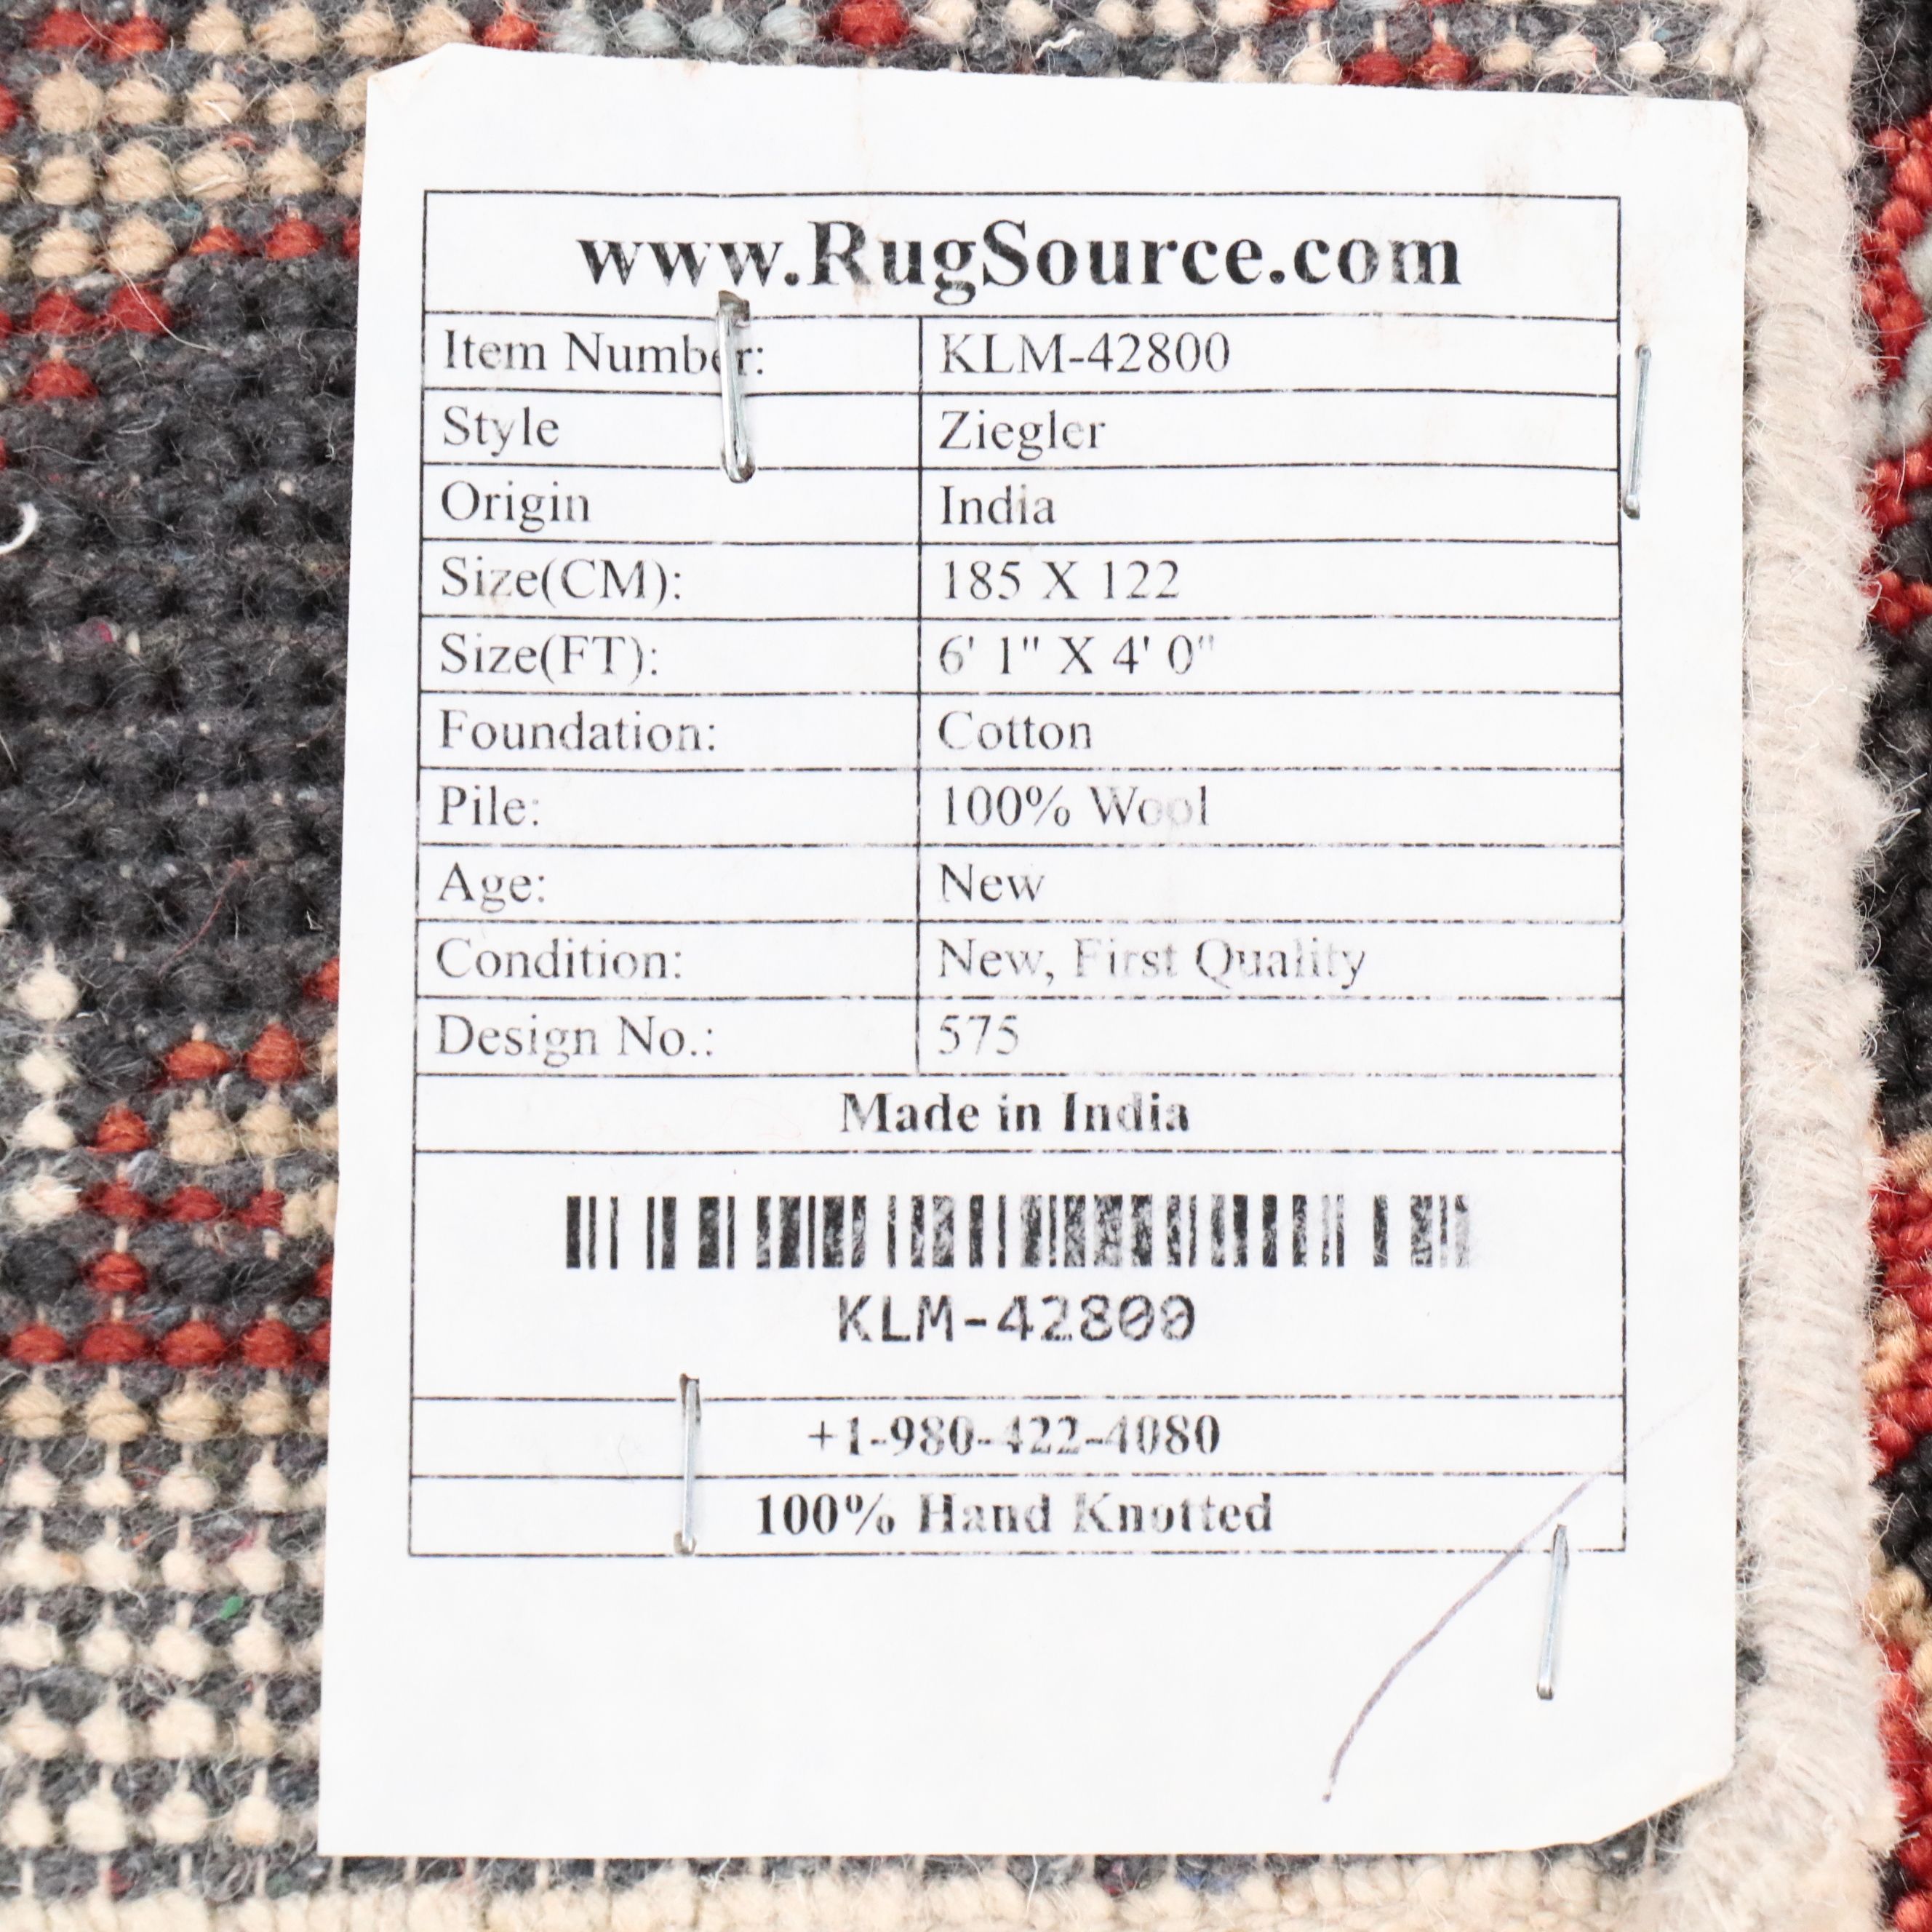 www.RugSource.com
Item Number: KLM-42800
Style Ziegler
Origin India
Size(CM): 185 X 122
Size(FT): 6' 1" X 4' 0"
Foundation: Cotton
Pile: 100% Wool
Age: New
Condition: New, First Quality
Design No.: 575
Made in India
KLM-42800
+1-980-422-4080
100% Hand Knotted